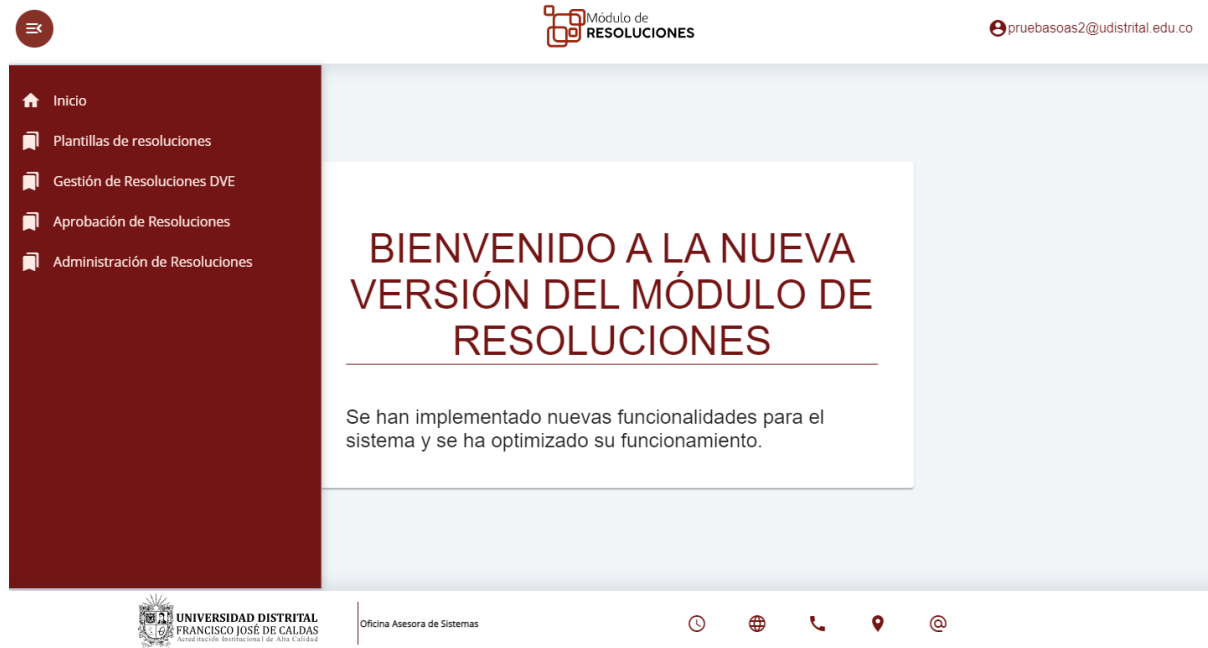 Módulo de
RESOLUCIONES
pruebasoas2@udistrital.edu.co
Inicio
Plantillas de resoluciones
Gestión de Resoluciones DVE
Aprobación de Resoluciones
Administración de Resoluciones
BIENVENIDO A LA NUEVA
VERSIÓN DEL MÓDULO DE
RESOLUCIONES
Se han implementado nuevas funcionalidades para el
sistema y se ha optimizado su funcionamiento.
UNIVERSIDAD DISTRITAL
FRANCISCO JOSÉ DE CALDAS
Acreditación Institucional de Alta Calidad
Oficina Asesora de Sistemas